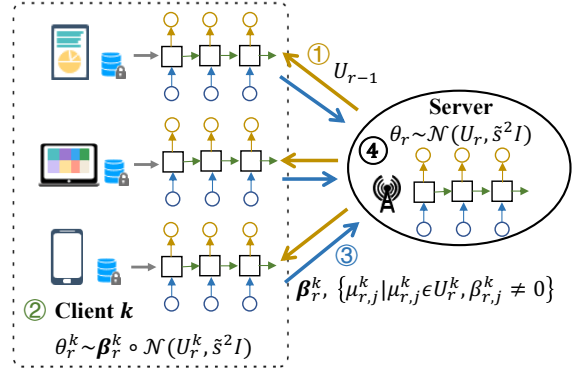 ①
U_{r-1}
Server
④ θ_r~𝒩(U_r, s̃²I)
③
② Client k
β_r^k, {μ_{r,j}^k|μ_{r,j}^k ϵU_r^k, β_{r,j}^k ≠ 0}
θ_r^k~β_r^k ∘ 𝒩(U_r^k, s̃²I)